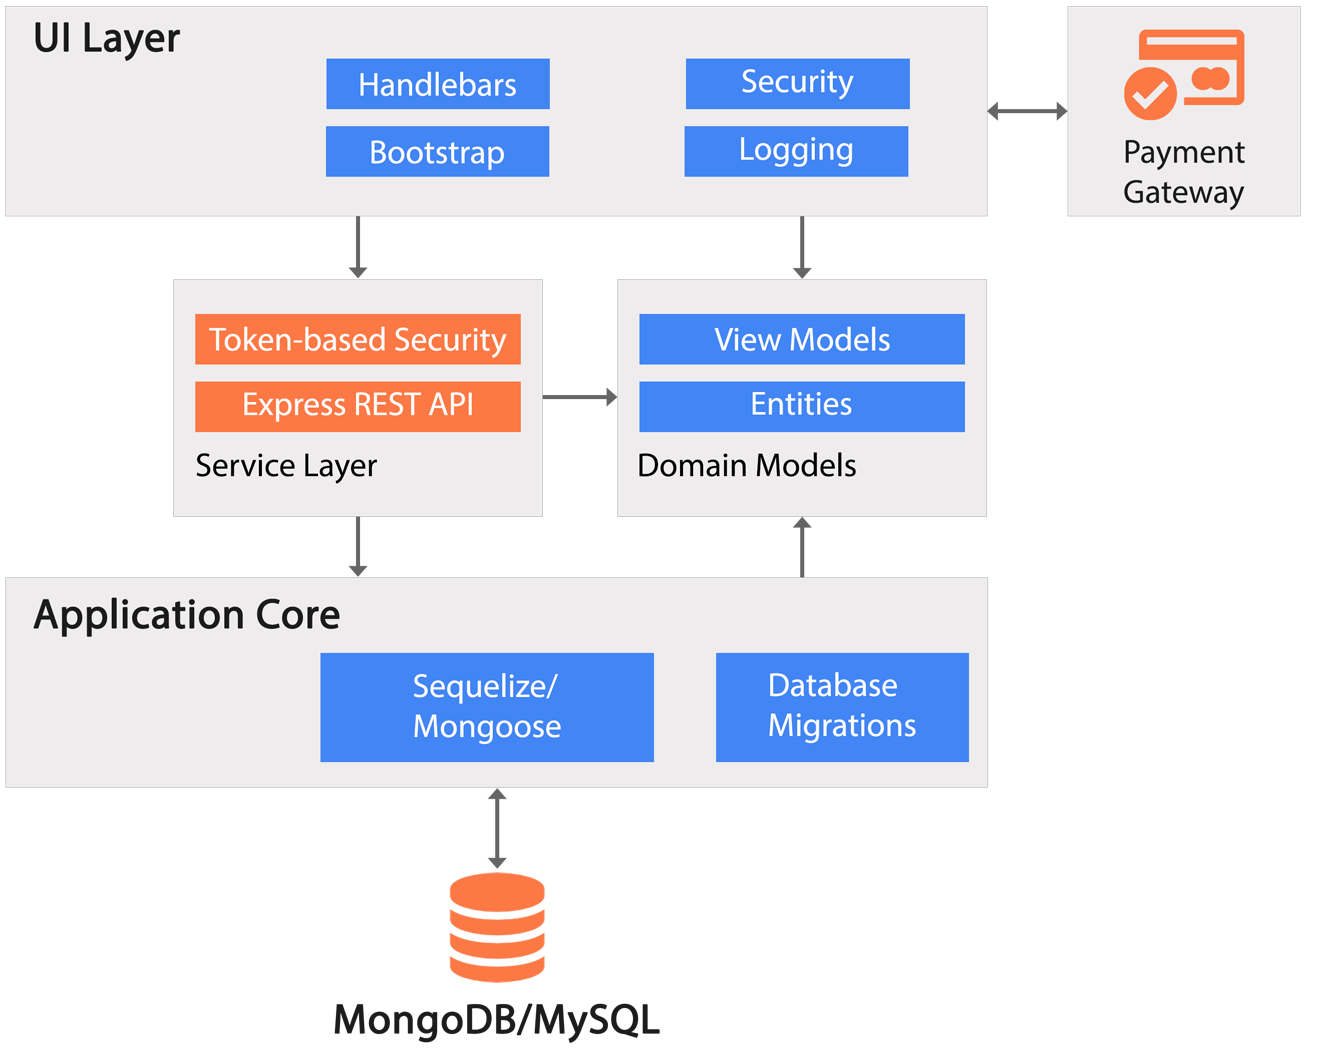 UI Layer
Handlebars
Security
Bootstrap
Logging
Payment
Gateway
Token-based Security
Express REST API
Service Layer
View Models
Entities
Domain Models
Application Core
Sequelize/
Mongoose
Database
Migrations
MongoDB/MySQL